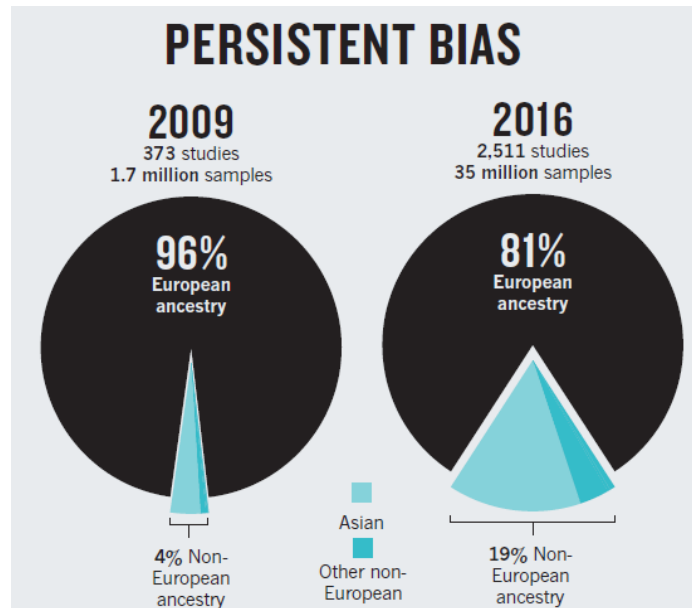 PERSISTENT BIAS
2009
373 studies
1.7 million samples
96%
European
ancestry
4% Non-
European
ancestry
2016
2,511 studies
35 million samples
81%
European
ancestry
19% Non-
European
ancestry
Asian
Other non-
European